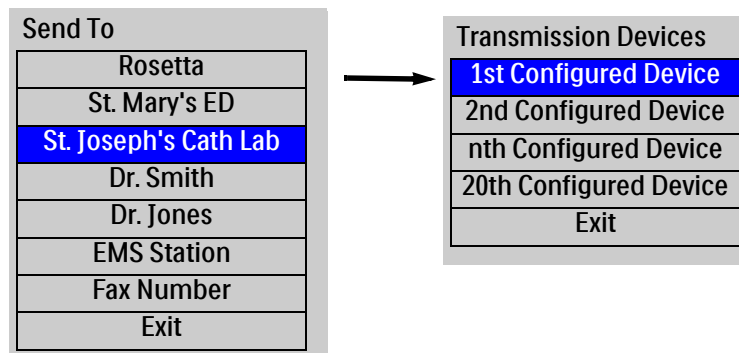 Send To
Rosetta
St. Mary's ED
St. Joseph's Cath Lab
Dr. Smith
Dr. Jones
EMS Station
Fax Number
Exit
Transmission Devices
1st Configured Device
2nd Configured Device
nth Configured Device
20th Configured Device
Exit